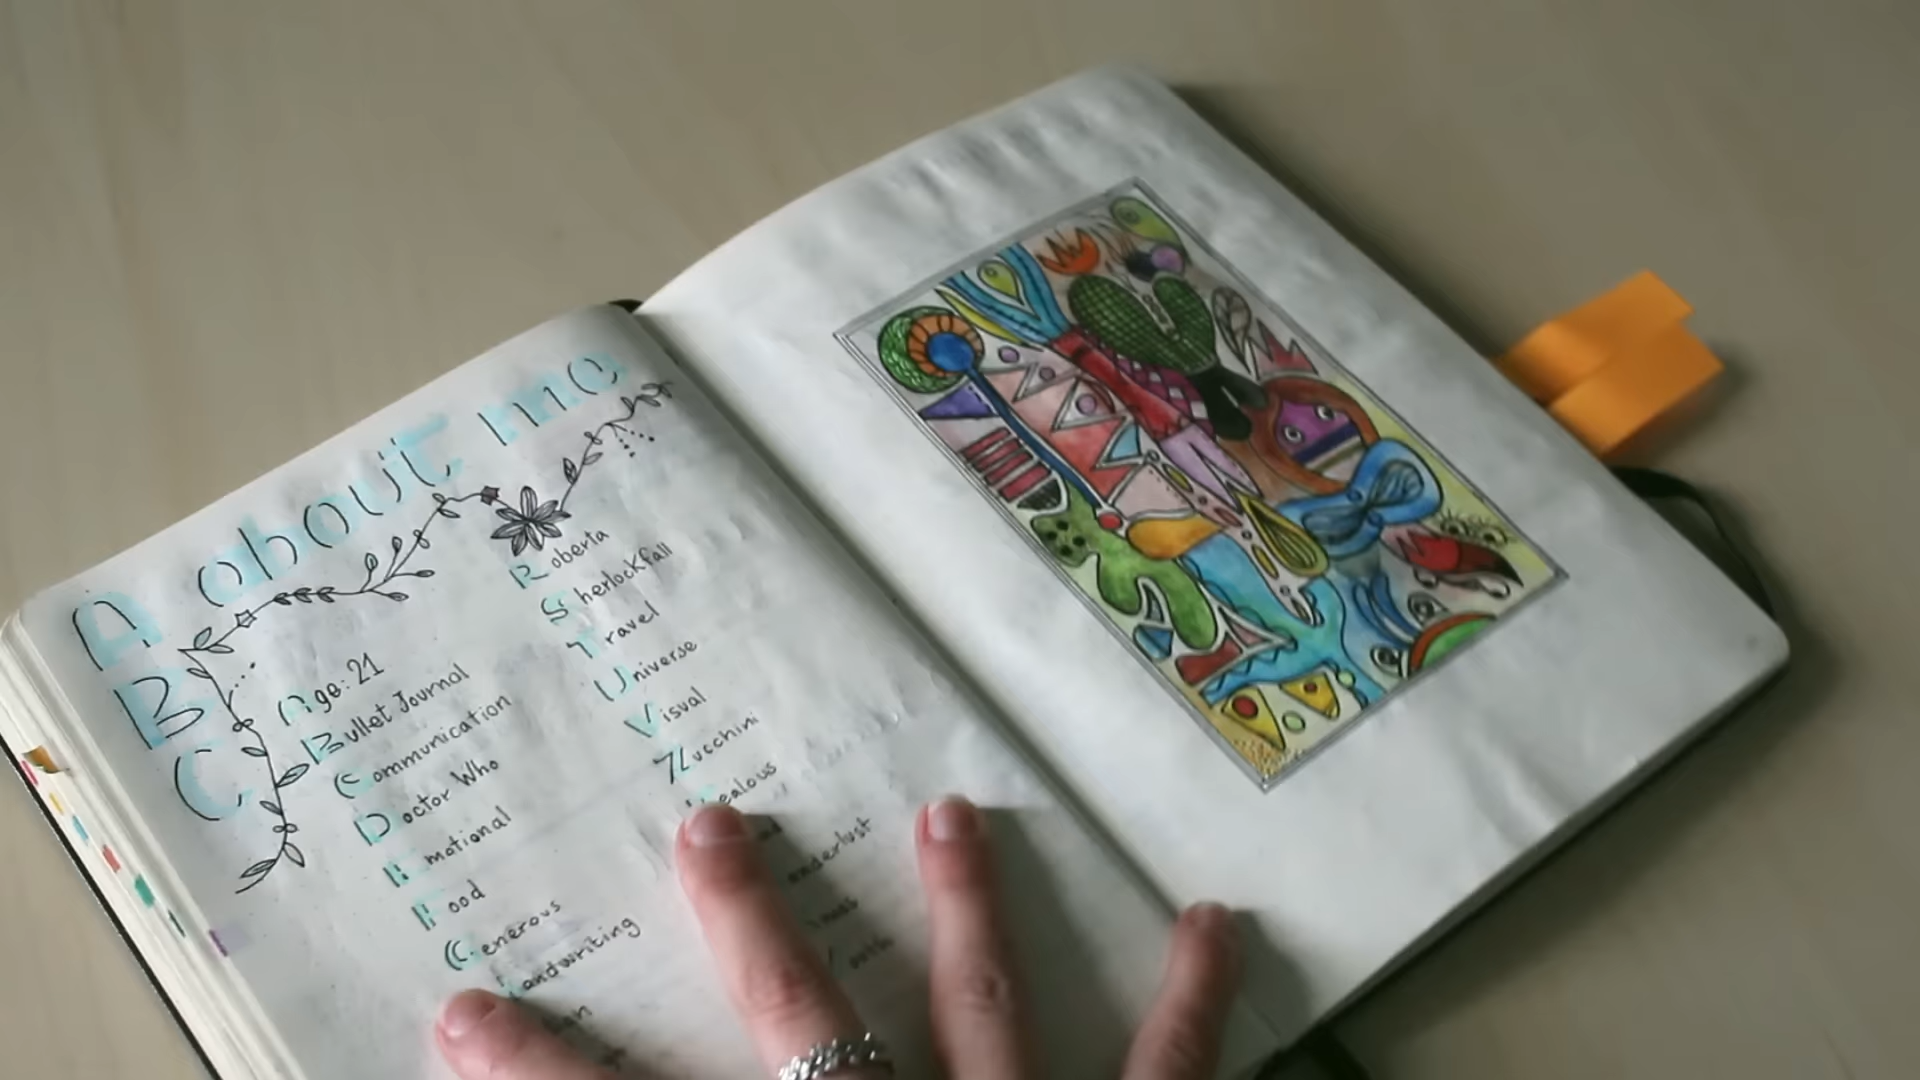 A about me
B
C
Age: 21
Bullet Journal
Communication
Doctor Who
Emotional
Food
Generous
Handwriting
Roberta
Sherlockfall
Travel
Universe
Visual
Zucchini